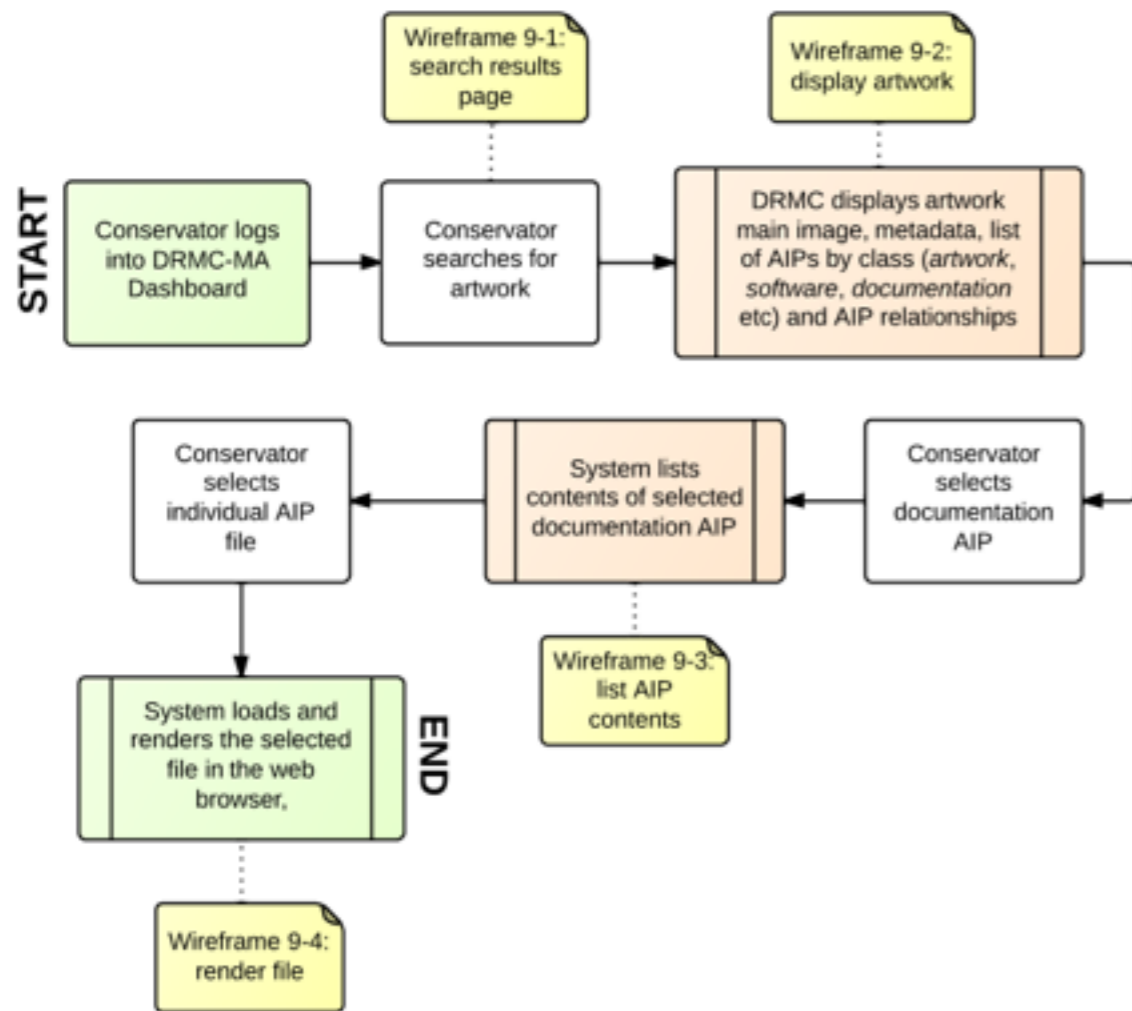 Wireframe 9-1:
search results
page
Wireframe 9-2:
display artwork
START
Conservator logs
into DRMC-MA
Dashboard
Conservator
searches for
artwork
DRMC displays artwork
main image, metadata, list
of AIPs by class (artwork,
software, documentation
etc) and AIP relationships
Conservator
selects
individual AIP
file
System lists
contents of selected
documentation AIP
Conservator
selects
documentation
AIP
Wireframe 9-3:
list AIP
contents
System loads and
renders the selected
file in the web
browser,
END
Wireframe 9-4:
render file